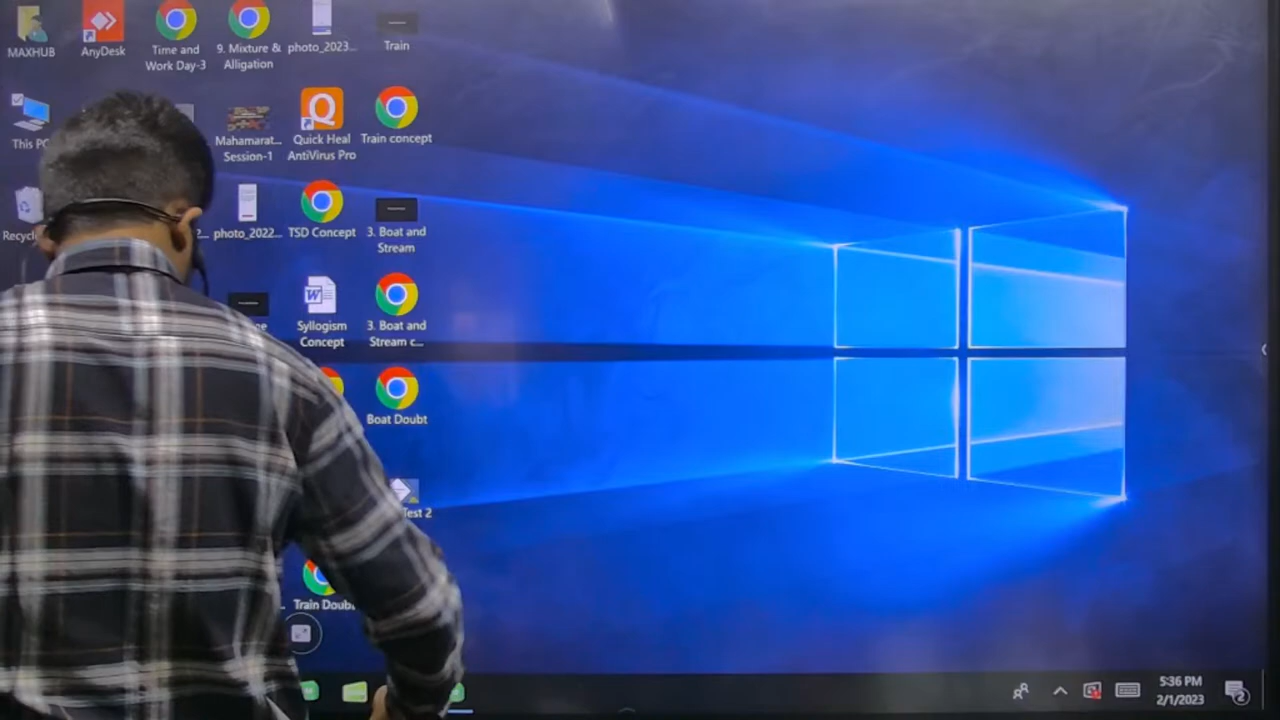 MAXHUB
AnyDesk
Time and
Work Day-3
9. Mixture &
Alligation
photo_2023...
Train
This PC
Mahamarat...
Session-1
Quick Heal
AntiVirus Pro
Train concept
photo_2022...
TSD Concept
3. Boat and
Stream
Syllogism
Concept
3. Boat and
Stream c...
Boat Doubt
Test 2
Train Doubt
5:36 PM
2/1/2023
2